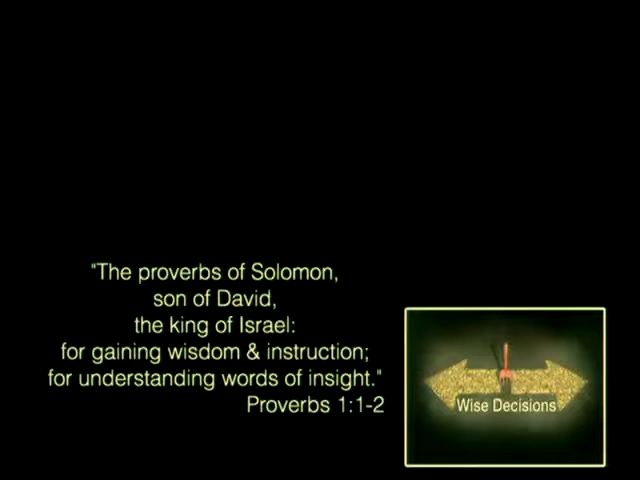 "The proverbs of Solomon,
son of David,
the king of Israel:
for gaining wisdom & instruction;
for understanding words of insight."
Proverbs 1:1-2
Wise Decisions